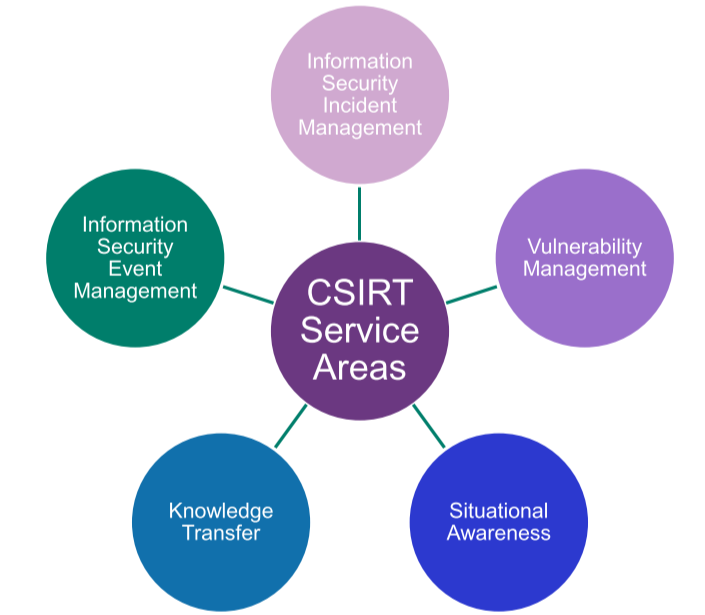 Information
Security
Incident
Management
Information
Security
Event
Management
Vulnerability
Management
CSIRT
Service
Areas
Knowledge
Transfer
Situational
Awareness